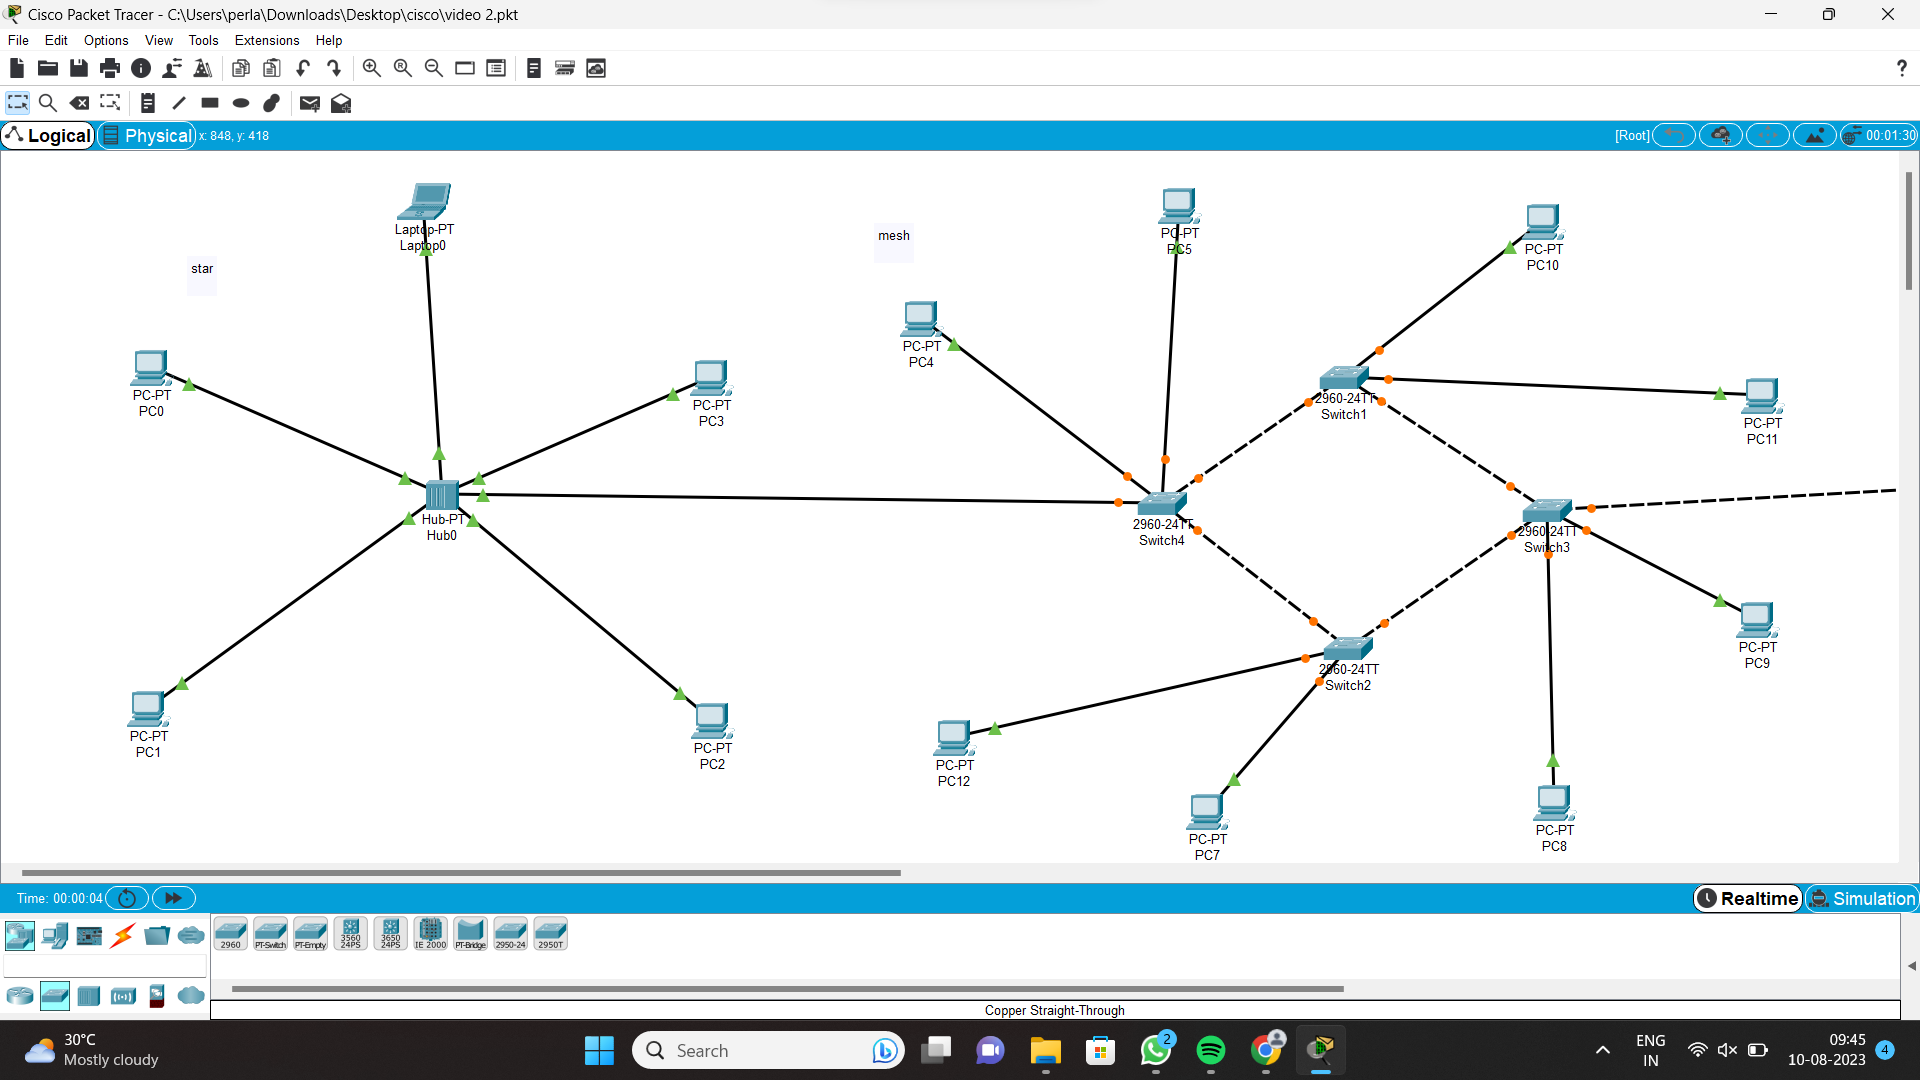 Cisco Packet Tracer - C:\Users\perla\Downloads\Desktop\cisco\video 2.pkt
File Edit Options View Tools Extensions Help
?
Logical Physical x: 848, y: 418 [Root] 00:01:30
Laptop-PT
Laptop0
star
mesh
PC-PT
PC5
PC-PT
PC10
PC-PT
PC4
PC-PT
PC0
PC-PT
PC3
2960-24TT
Switch1
PC-PT
PC11
Hub-PT
Hub0
2960-24TT
Switch4
2960-24TT
Switch3
2960-24TT
Switch2
PC-PT
PC9
PC-PT
PC1
PC-PT
PC2
PC-PT
PC12
PC-PT
PC7
PC-PT
PC8
Time: 00:00:04 Realtime Simulation
2960 PT-Switch PT-Empty 3560 24PS 3650 24PS IE 2000 PT-Bridge 2950-24 2950T
Copper Straight-Through
30°C
Mostly cloudy
Search
2
ENG
IN
09:45
10-08-2023
4